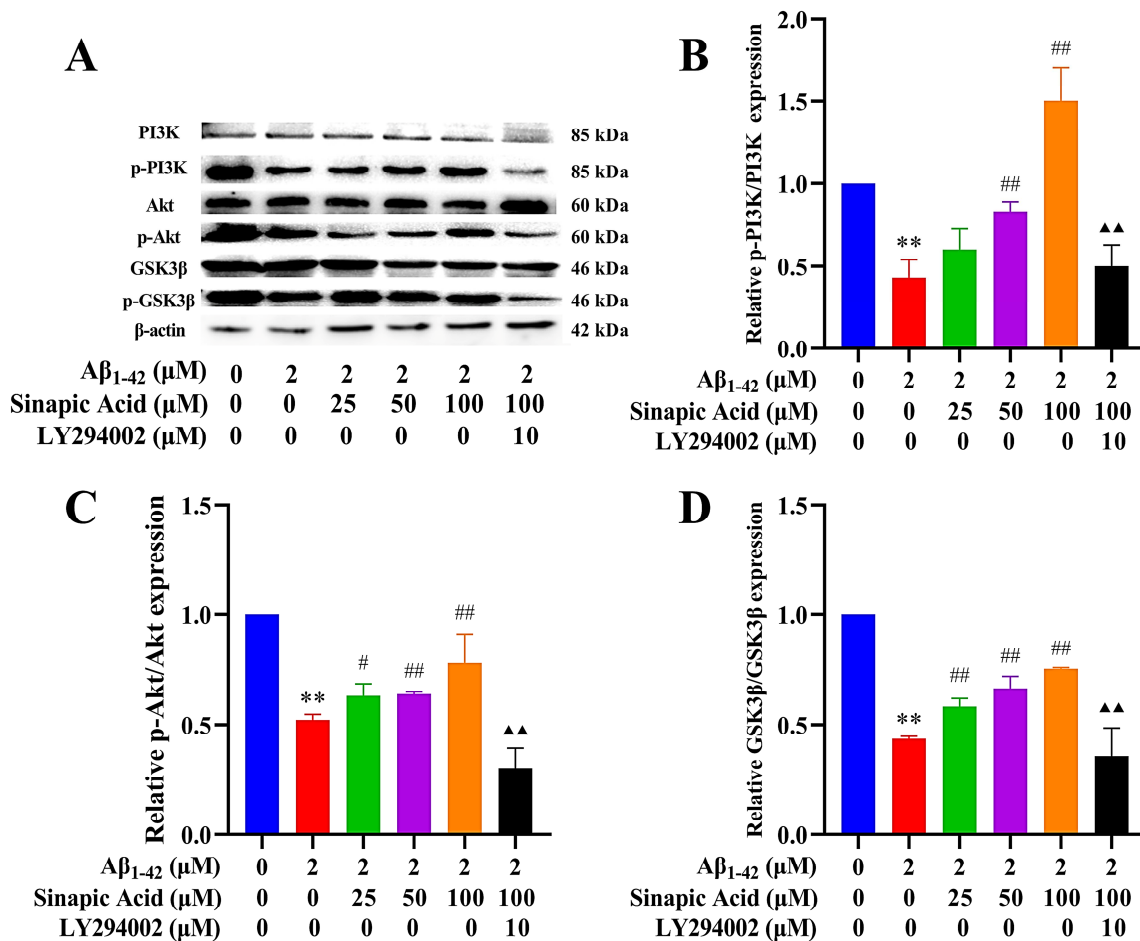 A
PI3K 85 kDa
p-PI3K 85 kDa
Akt 60 kDa
p-Akt 60 kDa
GSK3β 46 kDa
p-GSK3β 46 kDa
β-actin 42 kDa
Aβ1-42 (μM) 0 2 2 2 2 2
Sinapic Acid (μM) 0 0 25 50 100 100
LY294002 (μM) 0 0 0 0 0 10
B
Relative p-PI3K/PI3K expression
2.0
1.5
1.0
0.5
0.0
** ## ## ▲▲
Aβ1-42 (μM) 0 2 2 2 2 2
Sinapic Acid (μM) 0 0 25 50 100 100
LY294002 (μM) 0 0 0 0 0 10
C
Relative p-Akt/Akt expression
1.5
1.0
0.5
0.0
** # ## ## ▲▲
Aβ1-42 (μM) 0 2 2 2 2 2
Sinapic Acid (μM) 0 0 25 50 100 100
LY294002 (μM) 0 0 0 0 0 10
D
Relative GSK3β/GSK3β expression
1.5
1.0
0.5
0.0
** ## ## ## ▲▲
Aβ1-42 (μM) 0 2 2 2 2 2
Sinapic Acid (μM) 0 0 25 50 100 100
LY294002 (μM) 0 0 0 0 0 10